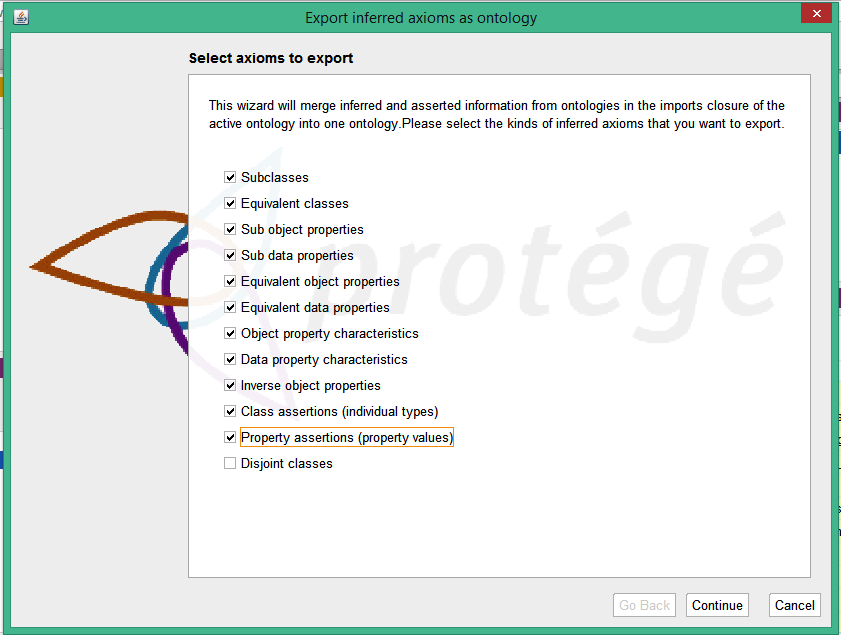 Export inferred axioms as ontology
Select axioms to export
This wizard will merge inferred and asserted information from ontologies in the imports closure of the
active ontology into one ontology.Please select the kinds of inferred axioms that you want to export.
protégé
Subclasses
Equivalent classes
Sub object properties
Sub data properties
Equivalent object properties
Equivalent data properties
Object property characteristics
Data property characteristics
Inverse object properties
Class assertions (individual types)
Property assertions (property values)
Disjoint classes
Go Back
Continue
Cancel